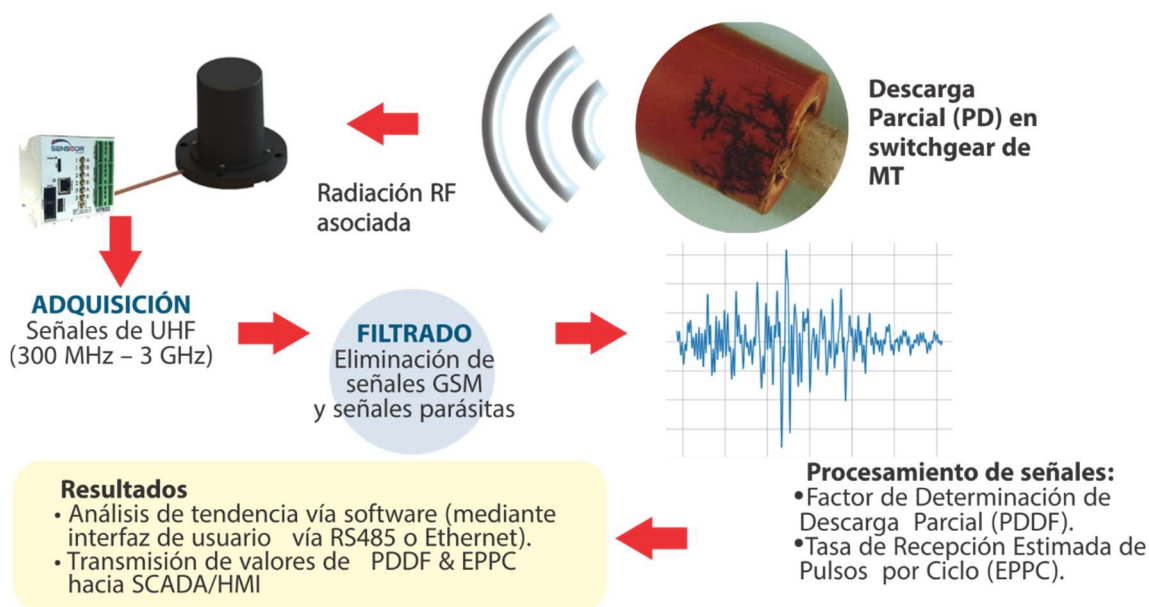 Descarga
Parcial (PD) en
switchgear de
MT
Radiación RF
asociada
SENSEOR
ADQUISICIÓN
Señales de UHF
(300 MHz – 3 GHz)
FILTRADO
Eliminación de
señales GSM
y señales parásitas
Procesamiento de señales:
•Factor de Determinación de
Descarga Parcial (PDDF).
•Tasa de Recepción Estimada de
Pulsos por Ciclo (EPPC).
Resultados
• Análisis de tendencia vía software (mediante
interfaz de usuario vía RS485 o Ethernet).
• Transmisión de valores de PDDF & EPPC
hacia SCADA/HMI